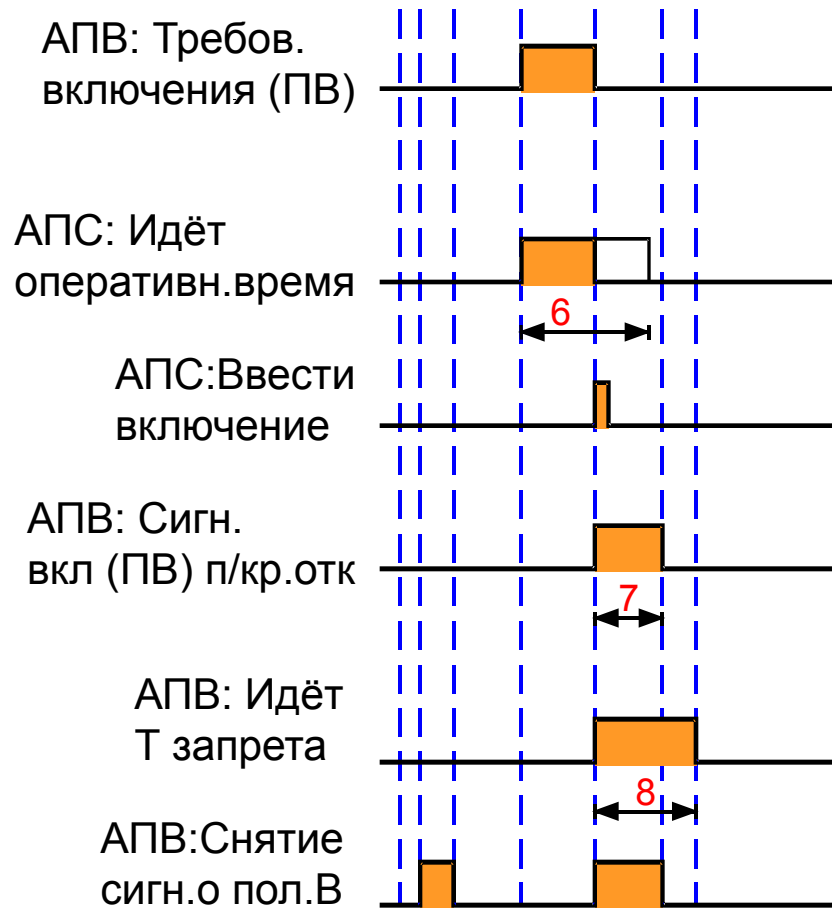 АПВ: Требов.
включения (ПВ)
АПС: Идёт
оперативн.время
6
АПС:Ввести
включение
АПВ: Сигн.
вкл (ПВ) п/кр.отк
7
АПВ: Идёт
Т запрета
8
АПВ:Снятие
сигн.о пол.В